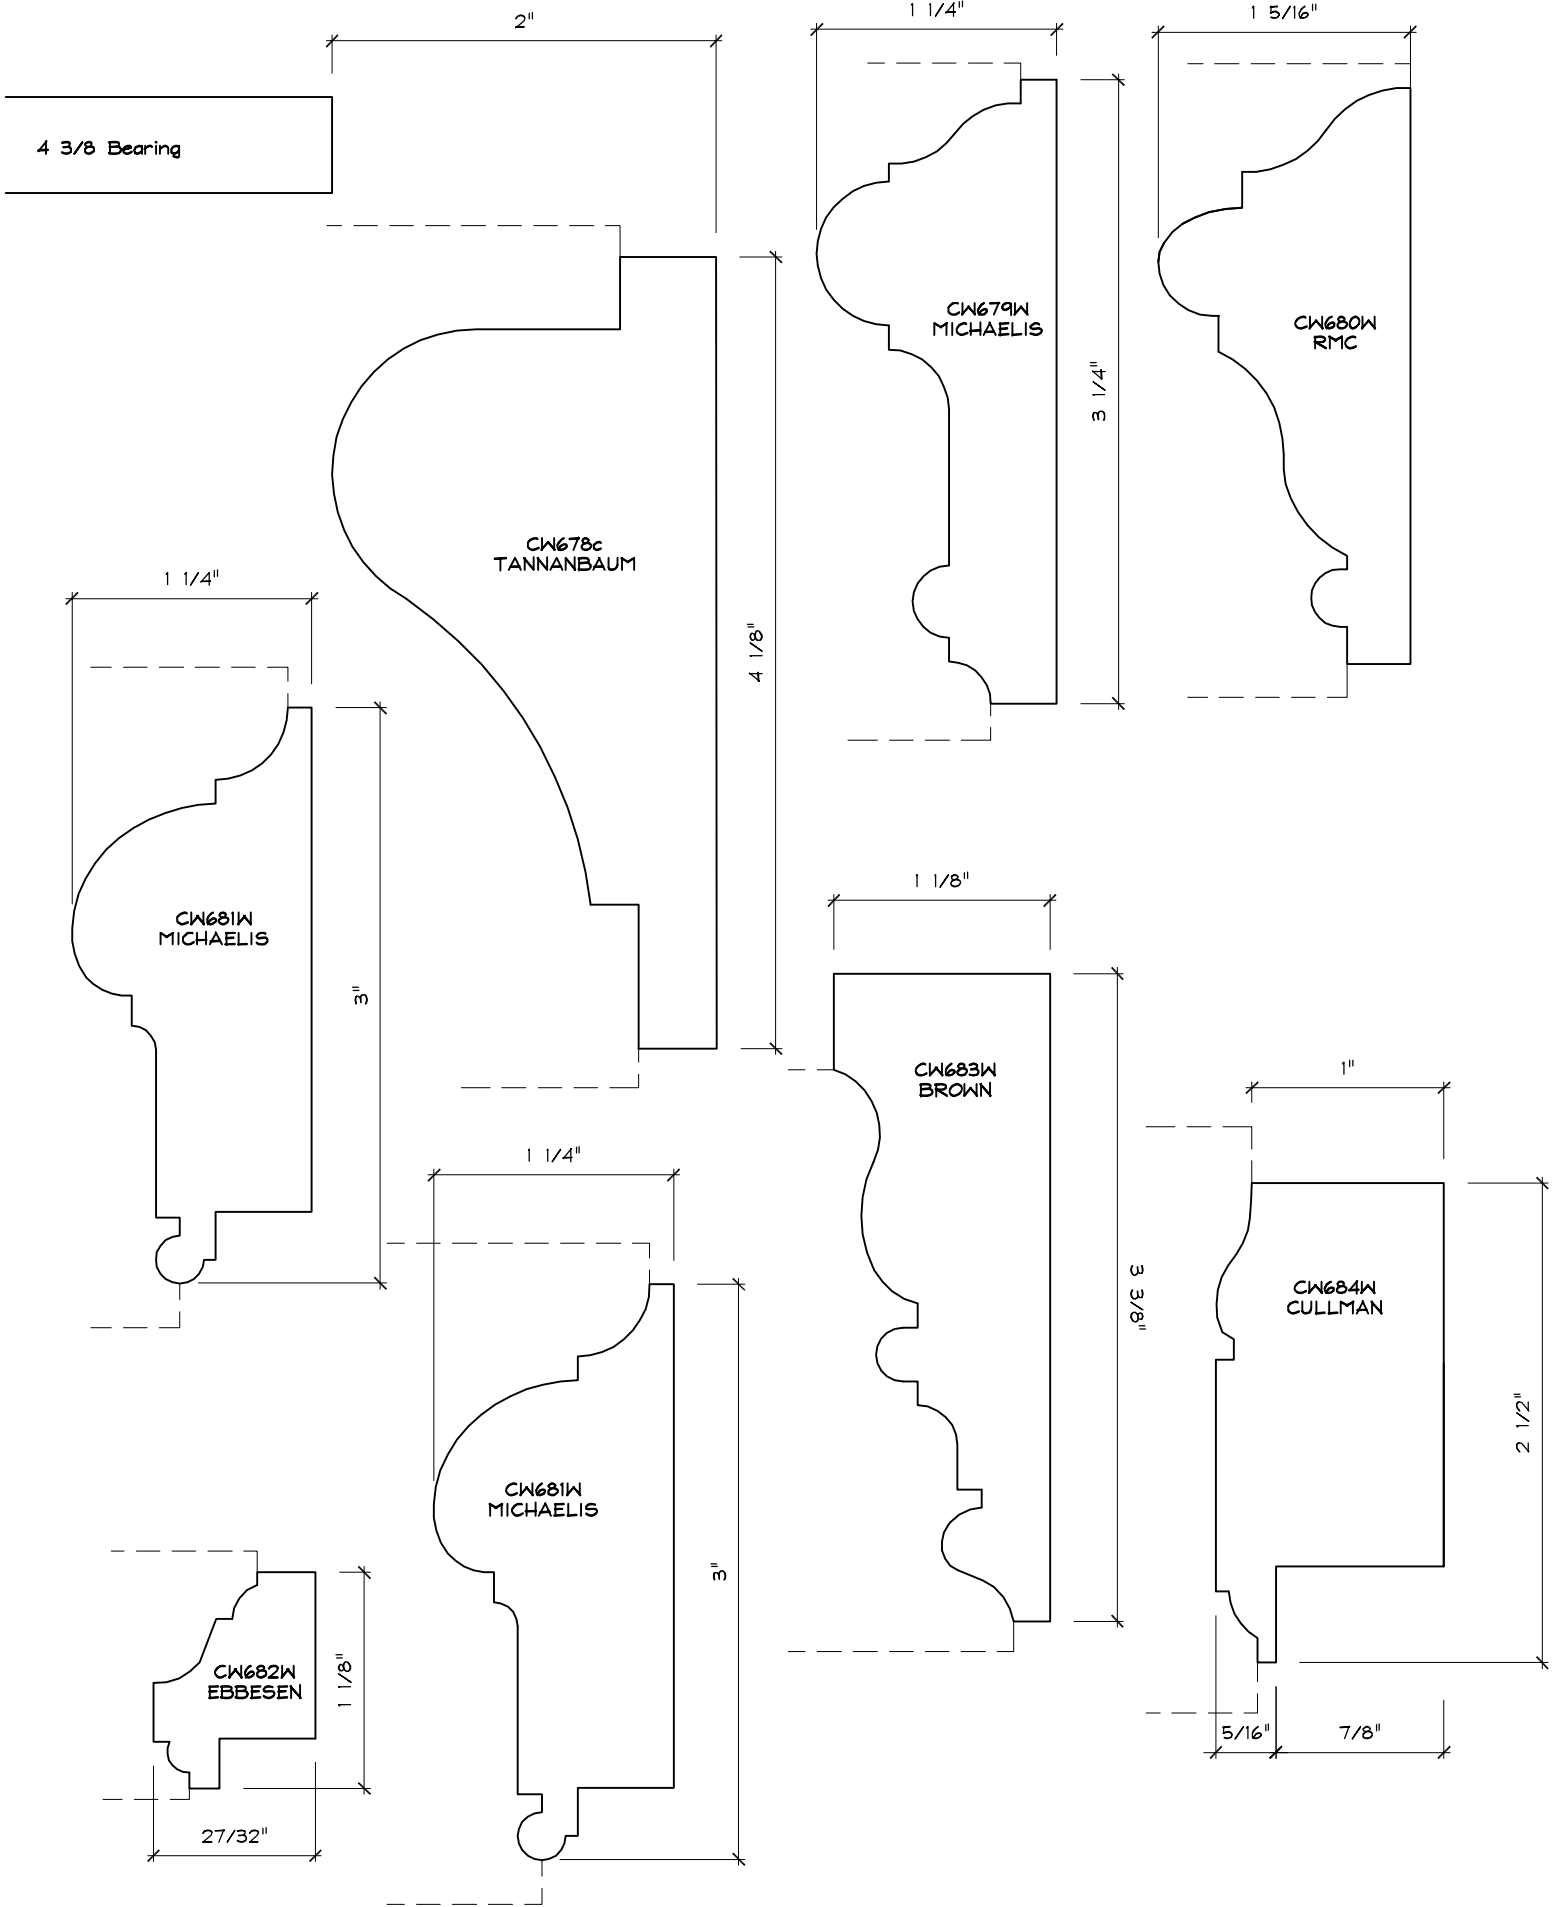 2"
1 1/4"
1 5/16"
4 3/8 Bearing
CW679W
MICHAELIS
CW680W
RMC
3 1/4"
CW678c
TANNANBAUM
1 1/4"
4 1/8"
CW681W
MICHAELIS
3"
1 1/8"
CW683W
BROWN
1"
1 1/4"
3 3/8"
CW684W
CULLMAN
2 1/2"
CW681W
MICHAELIS
3"
CW682W
EBBESEN
1 1/8"
5/16"
7/8"
27/32"